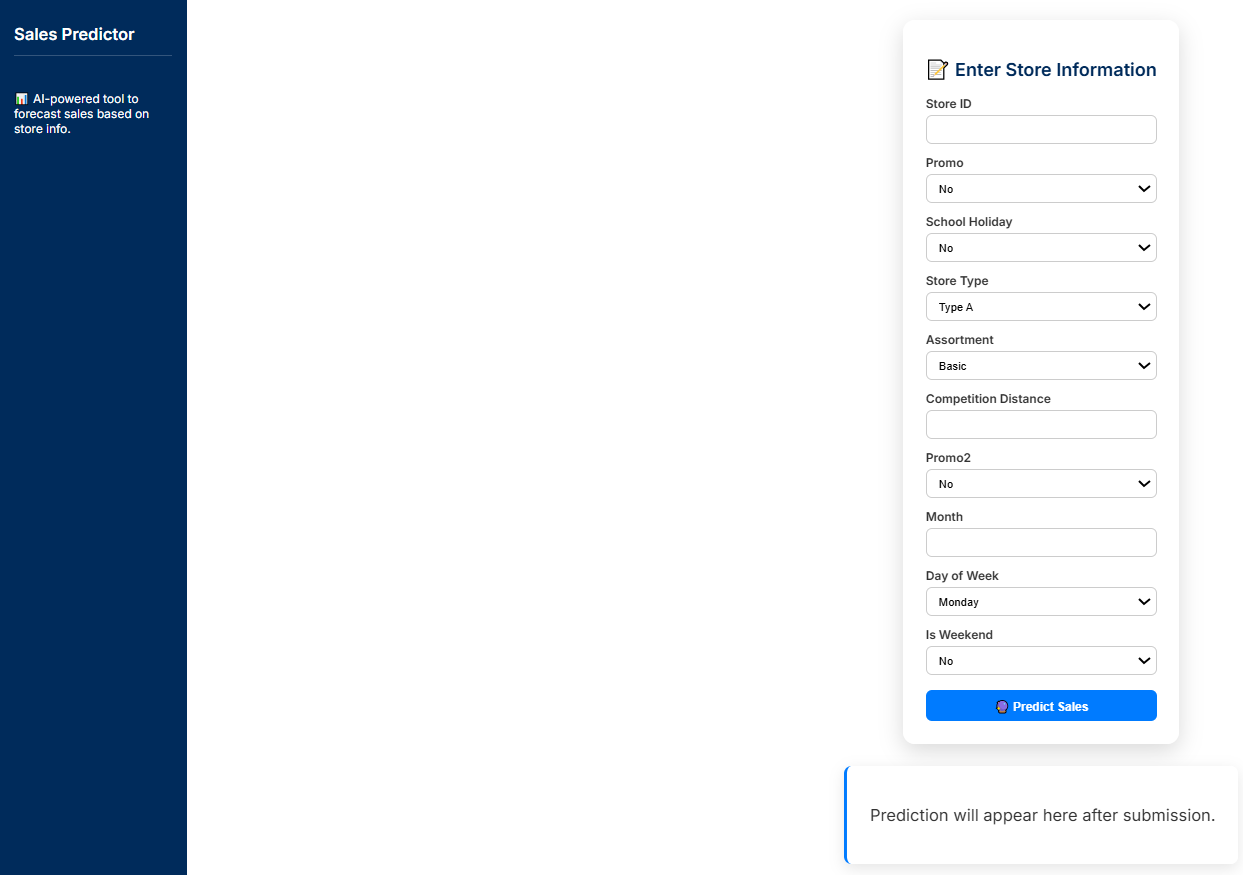 Sales Predictor
📊 AI-powered tool to
forecast sales based on
store info.
📝 Enter Store Information
Store ID
Promo
No
School Holiday
No
Store Type
Type A
Assortment
Basic
Competition Distance
Promo2
No
Month
Day of Week
Monday
Is Weekend
No
🔮 Predict Sales
Prediction will appear here after submission.